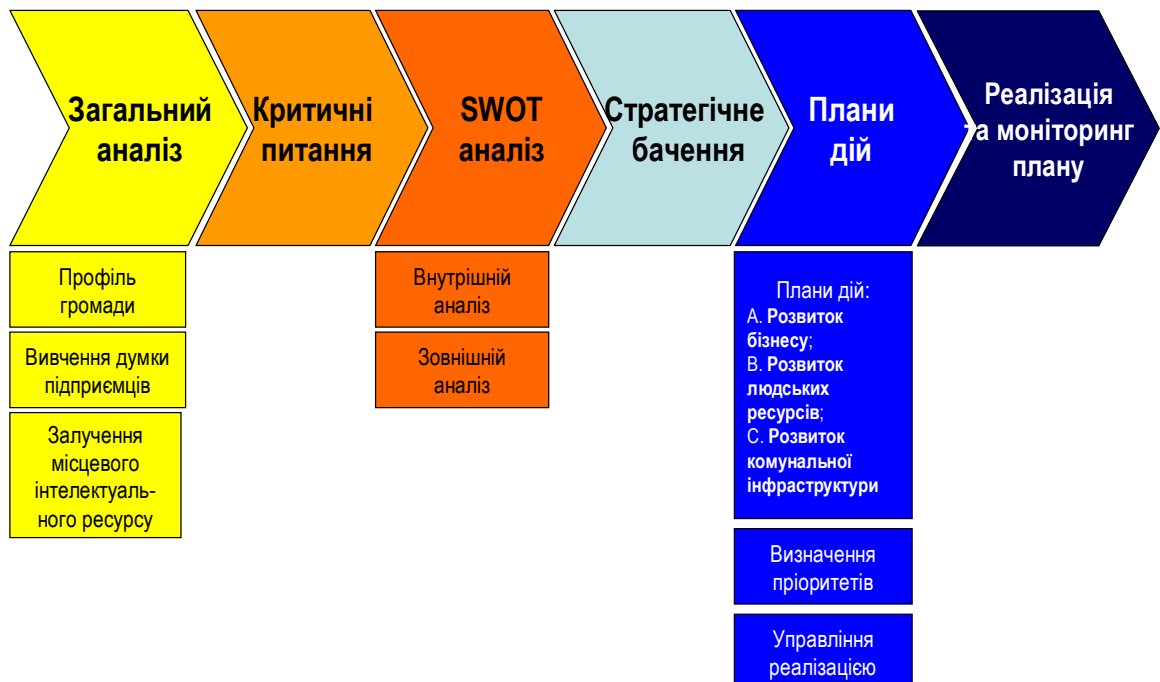 Загальний
аналіз
Критичні
питання
SWOT
аналіз
Стратегічне
бачення
Плани
дій
Реалізація
та моніторинг
плану
Профіль
громади
Вивчення думки
підприємців
Залучення
місцевого
інтелектуаль-
ного ресурсу
Внутрішній
аналіз
Зовнішній
аналіз
Плани дій:
A. Розвиток
бізнесу;
B. Розвиток
людських
ресурсів;
C. Розвиток
комунальної
інфраструктури
Визначення
пріоритетів
Управління
реалізацією